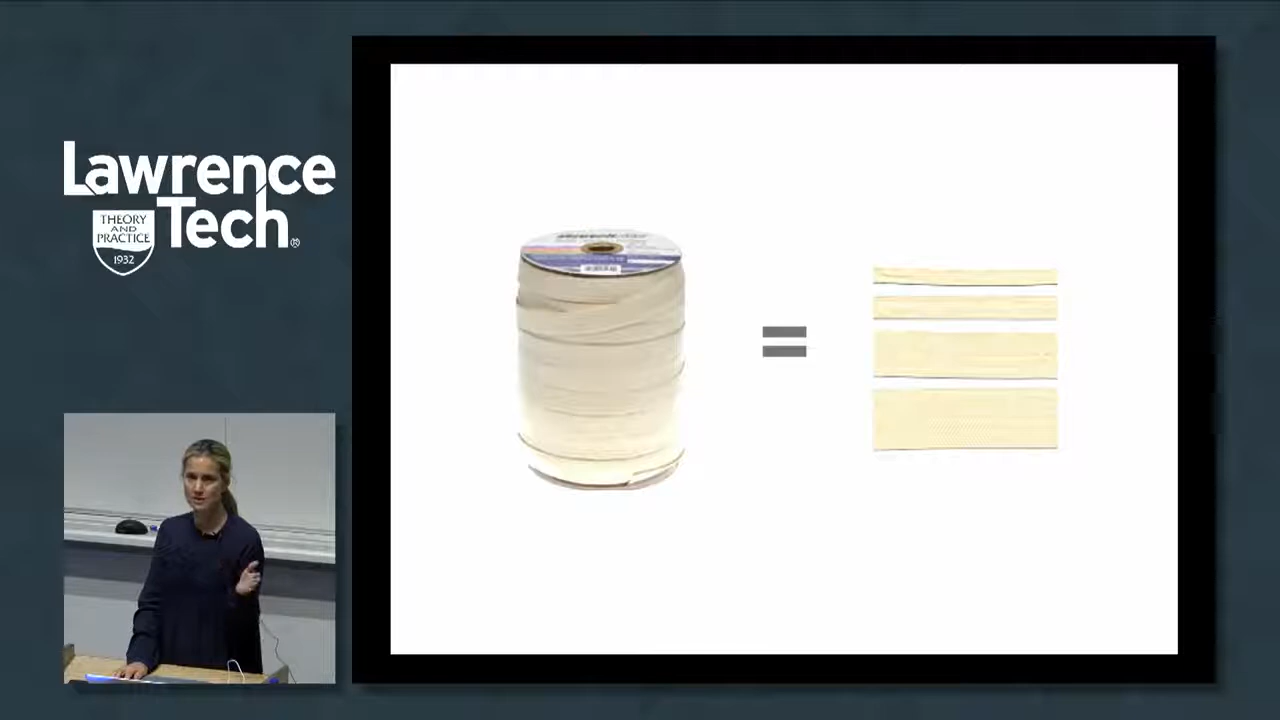 Lawrence
Tech®
THEORY
AND
PRACTICE
1932
=